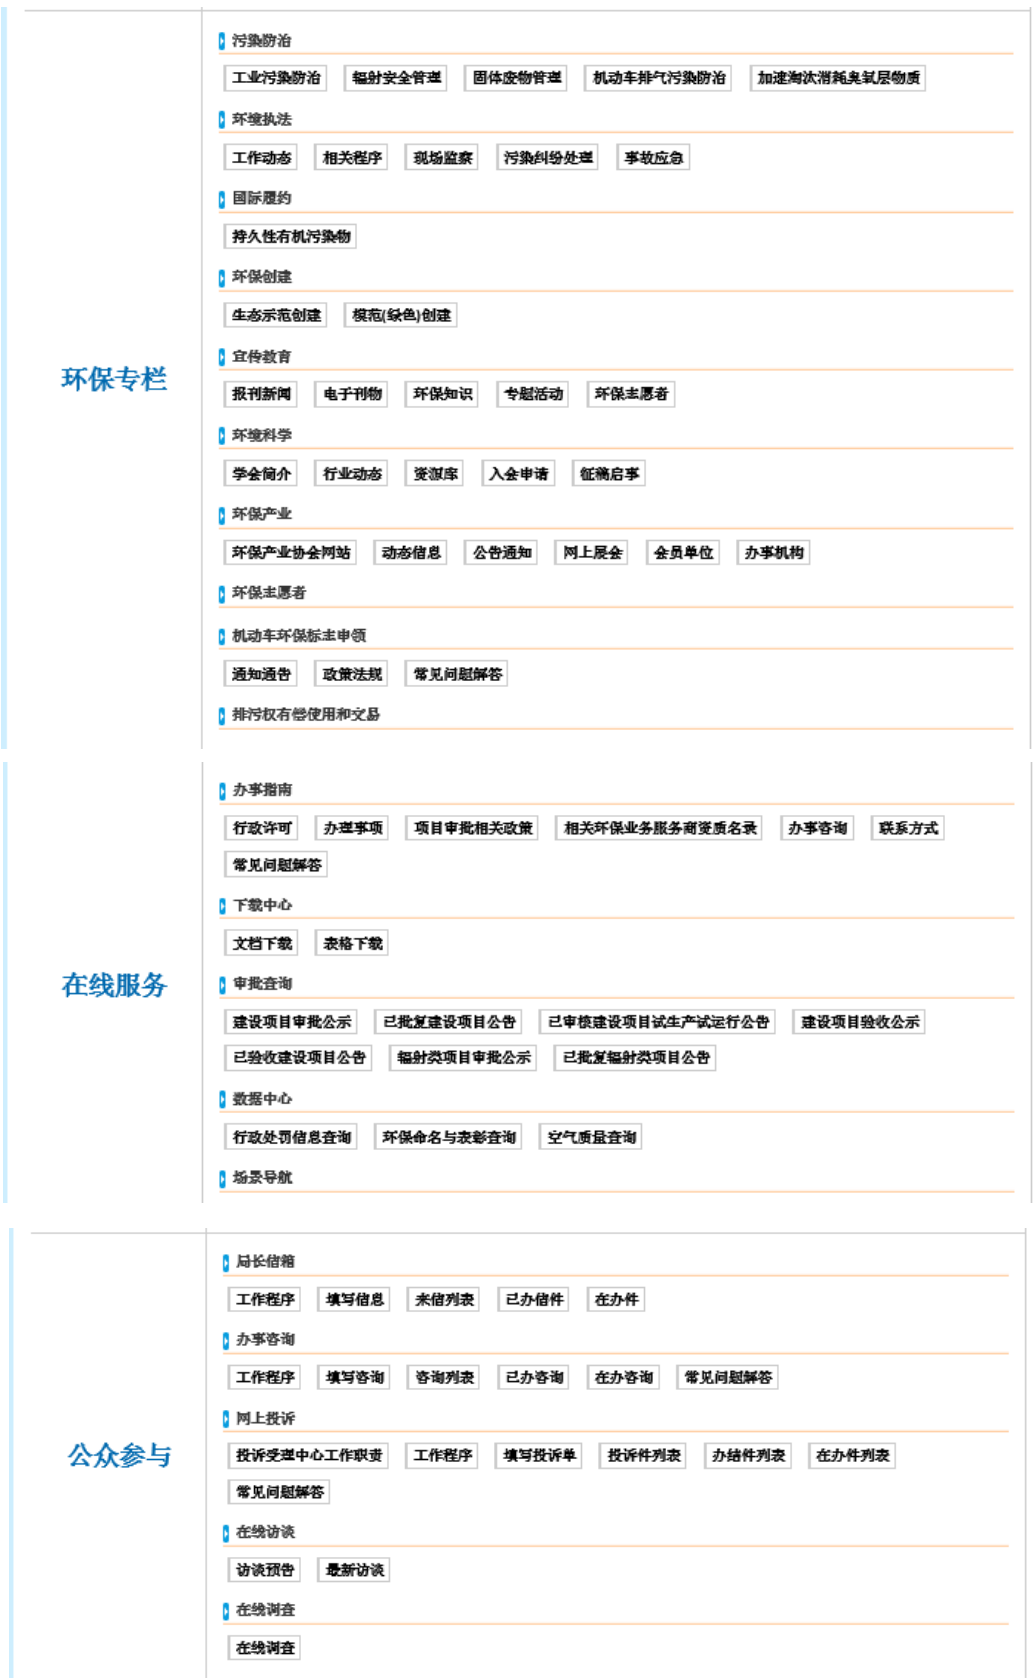 污染防治
工业污染防治 辐射安全管理 固体废物管理 机动车排气污染防治 加速淘汰消耗臭氧层物质
环境执法
工作动态 相关程序 现场监察 污染纠纷处理 事故应急
国际履约
持久性有机污染物
环保创建
生态示范创建 模范(绿色)创建
宣传教育
环保专栏
报刊新闻 电子刊物 环保知识 专题活动 环保志愿者
环境科学
学会简介 行业动态 资源库 入会申请 征稿启事
环保产业
环保产业协会网站 动态信息 公告通知 网上展会 会员单位 办事机构
环保志愿者
机动车环保标志申领
通知通告 政策法规 常见问题解答
排污权有偿使用和交易
办事指南
行政许可 办理事项 项目审批相关政策 相关环保业务服务商资质名录 办事咨询 联系方式
常见问题解答
下载中心
文档下载 表格下载
在线服务
审批查询
建设项目审批公示 已批复建设项目公告 已审核建设项目试生产试运行公告 建设项目验收公示
已验收建设项目公告 辐射类项目审批公示 已批复辐射类项目公告
数据中心
行政处罚信息查询 环保命名与表彰查询 空气质量查询
场景导航
局长信箱
工作程序 填写信息 来信列表 已办信件 在办件
办事咨询
工作程序 填写咨询 咨询列表 已办咨询 在办咨询 常见问题解答
网上投诉
公众参与
投诉受理中心工作职责 工作程序 填写投诉单 投诉件列表 办结件列表 在办件列表
常见问题解答
在线访谈
访谈预告 最新访谈
在线调查
在线调查